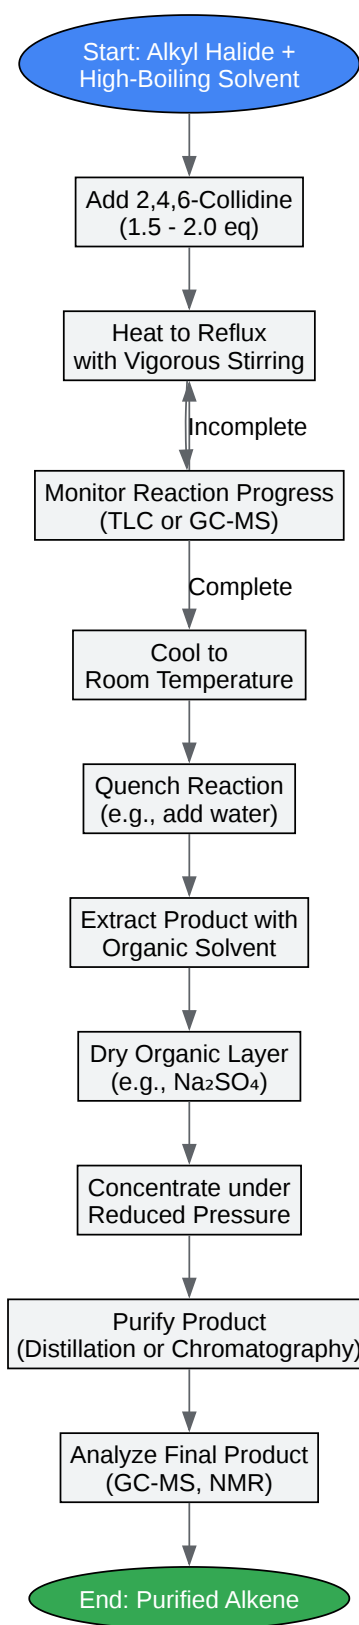 Start: Alkyl Halide +
High-Boiling Solvent
Add 2,4,6-Collidine
(1.5 - 2.0 eq)
Heat to Reflux
with Vigorous Stirring
Incomplete
Monitor Reaction Progress
(TLC or GC-MS)
Complete
Cool to
Room Temperature
Quench Reaction
(e.g., add water)
Extract Product with
Organic Solvent
Dry Organic Layer
(e.g., Na₂SO₄)
Concentrate under
Reduced Pressure
Purify Product
(Distillation or Chromatography)
Analyze Final Product
(GC-MS, NMR)
End: Purified Alkene